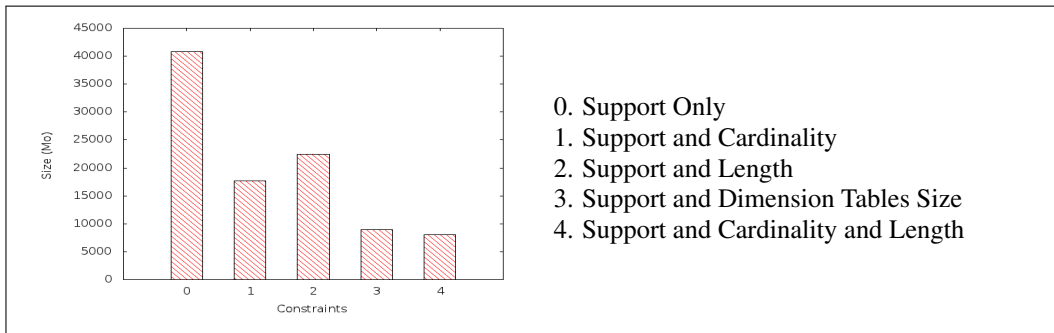 45000
40000
35000
30000
25000
20000
15000
10000
5000
0
Size (Mo)
0 1 2 3 4
Constraints
0. Support Only
1. Support and Cardinality
2. Support and Length
3. Support and Dimension Tables Size
4. Support and Cardinality and Length